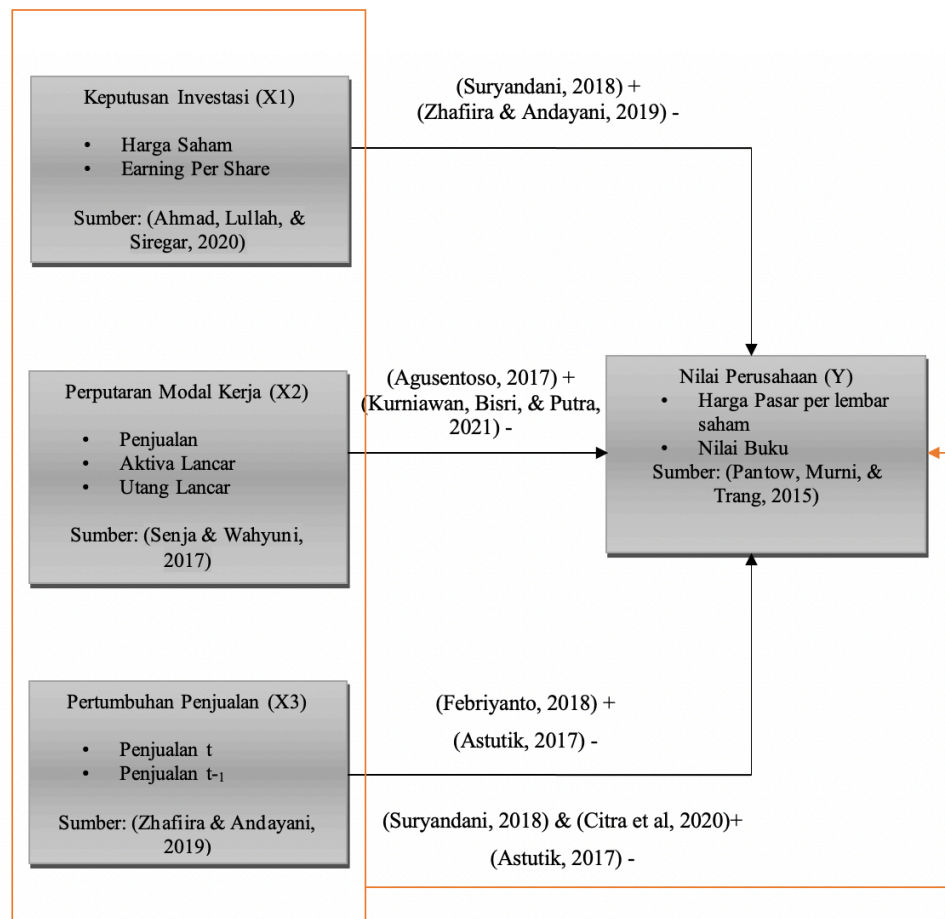 Keputusan Investasi (X1)
• Harga Saham
• Earning Per Share
Sumber: (Ahmad, Lullah, &
Siregar, 2020)
(Suryandani, 2018) +
(Zhafiira & Andayani, 2019) -
Perputaran Modal Kerja (X2)
• Penjualan
• Aktiva Lancar
• Utang Lancar
Sumber: (Senja & Wahyuni,
2017)
(Agusentoso, 2017) +
(Kurniawan, Bisri, & Putra,
2021) -
Nilai Perusahaan (Y)
• Harga Pasar per lembar
saham
• Nilai Buku
Sumber: (Pantow, Murni, &
Trang, 2015)
Pertumbuhan Penjualan (X3)
• Penjualan t
• Penjualan t-₁
Sumber: (Zhafiira & Andayani,
2019)
(Febriyanto, 2018) +
(Astutik, 2017) -
(Suryandani, 2018) & (Citra et al, 2020)+
(Astutik, 2017) -